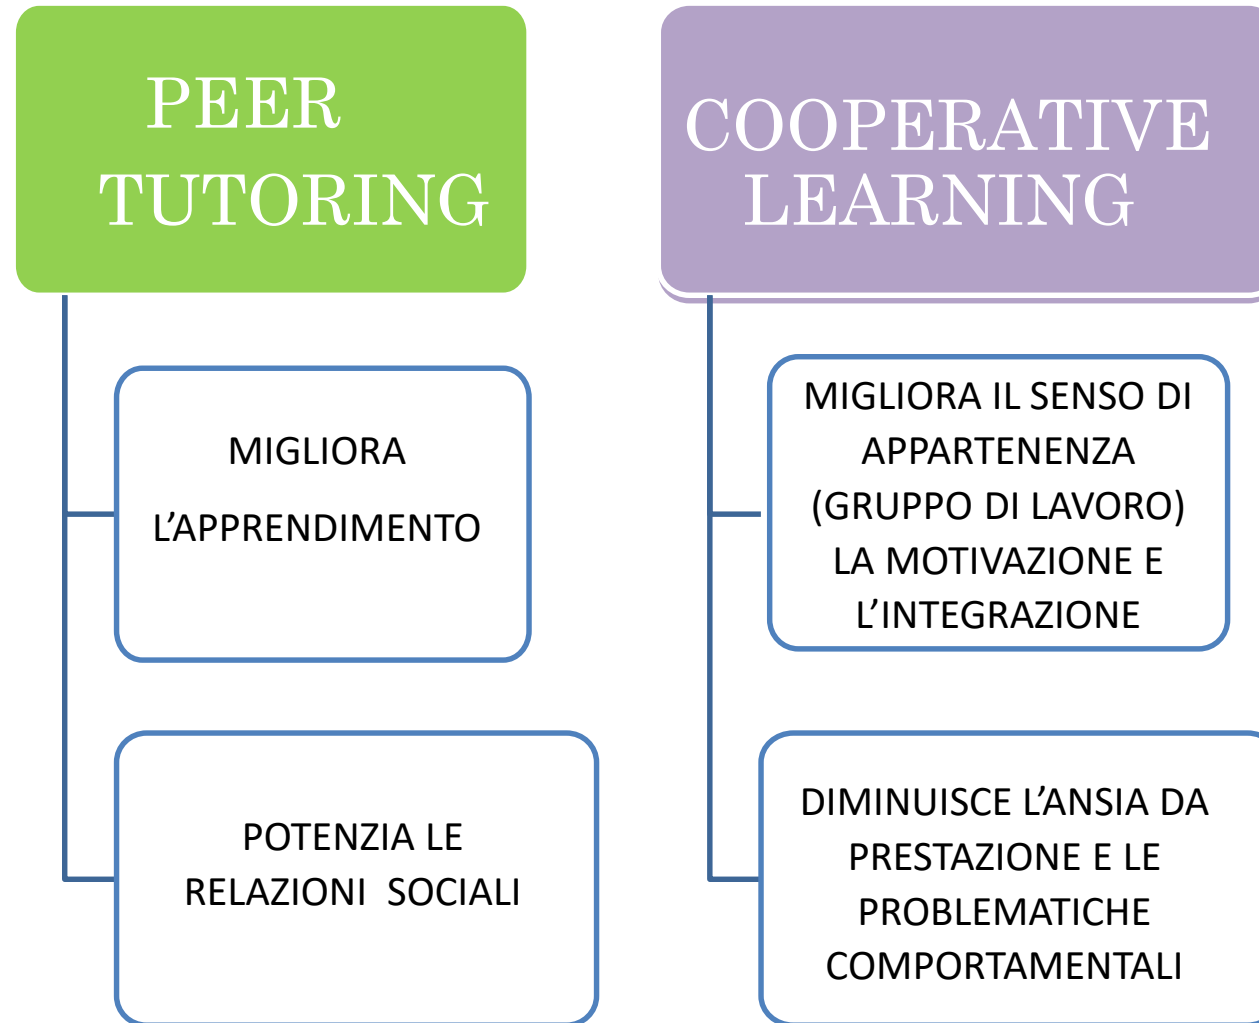 PEER
TUTORING
MIGLIORA
L’APPRENDIMENTO
POTENZIA LE
RELAZIONI  SOCIALI
COOPERATIVE
LEARNING
MIGLIORA IL SENSO DI
APPARTENENZA
(GRUPPO DI LAVORO)
LA MOTIVAZIONE E
L’INTEGRAZIONE
DIMINUISCE L’ANSIA DA
PRESTAZIONE E LE
PROBLEMATICHE
COMPORTAMENTALI